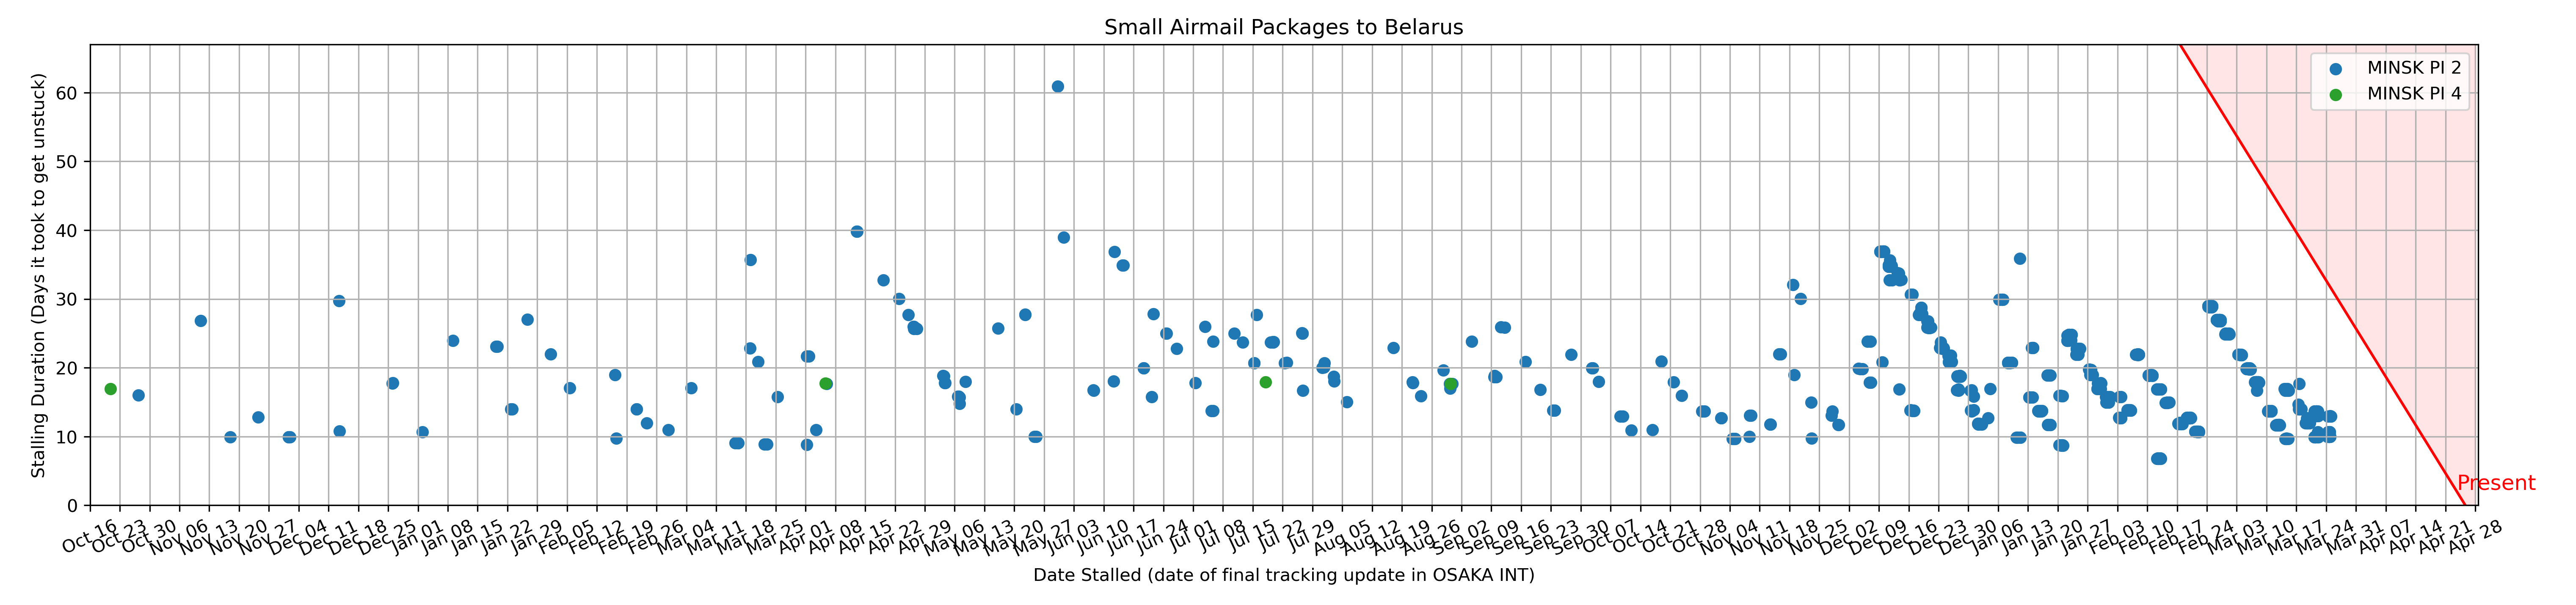 Small Airmail Packages to Belarus
Stalling Duration (Days it took to get unstuck)
60
50
40
30
20
10
0
MINSK PI 2
MINSK PI 4
Present
Oct 16
Oct 23
Oct 30
Nov 06
Nov 13
Nov 20
Nov 27
Dec 04
Dec 11
Dec 18
Dec 25
Jan 01
Jan 08
Jan 15
Jan 22
Jan 29
Feb 05
Feb 12
Feb 19
Feb 26
Mar 04
Mar 11
Mar 18
Mar 25
Apr 01
Apr 08
Apr 15
Apr 22
Apr 29
May 06
May 13
May 20
May 27
Jun 03
Jun 10
Jun 17
Jun 24
Jul 01
Jul 08
Jul 15
Jul 22
Jul 29
Aug 05
Aug 12
Aug 19
Aug 26
Sep 02
Sep 09
Sep 16
Sep 23
Sep 30
Oct 07
Oct 14
Oct 21
Oct 28
Nov 04
Nov 11
Nov 18
Nov 25
Dec 02
Dec 09
Dec 16
Dec 23
Dec 30
Jan 06
Jan 13
Jan 20
Jan 27
Feb 03
Feb 10
Feb 17
Feb 24
Mar 03
Mar 10
Mar 17
Mar 24
Mar 31
Apr 07
Apr 14
Apr 21
Apr 28
Date Stalled (date of final tracking update in OSAKA INT)